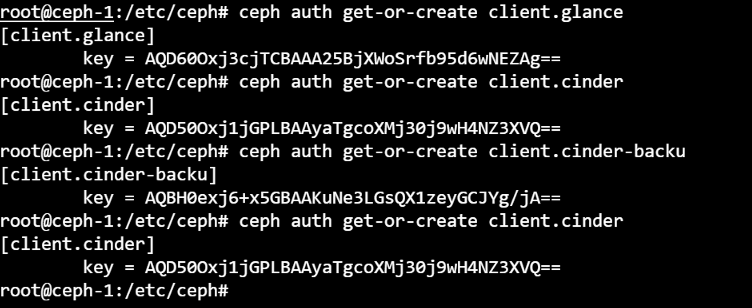 root@ceph-1:/etc/ceph# ceph auth get-or-create client.glance
[client.glance]
key = AQD60Oxj3cjTCBAAA25BjXWoSrfb95d6wNEZAg==
root@ceph-1:/etc/ceph# ceph auth get-or-create client.cinder
[client.cinder]
key = AQD50Oxj1jGPLBAAyaTgcoXMj30j9wH4NZ3XVQ==
root@ceph-1:/etc/ceph# ceph auth get-or-create client.cinder-backu
[client.cinder-backu]
key = AQBH0exj6+x5GBAAKuNe3LGsQX1zeyGCJYg/jA==
root@ceph-1:/etc/ceph# ceph auth get-or-create client.cinder
[client.cinder]
key = AQD50Oxj1jGPLBAAyaTgcoXMj30j9wH4NZ3XVQ==
root@ceph-1:/etc/ceph#